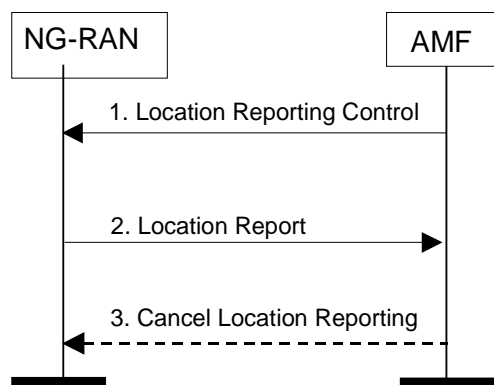 NG-RAN
AMF
1. Location Reporting Control
2. Location Report
3. Cancel Location Reporting